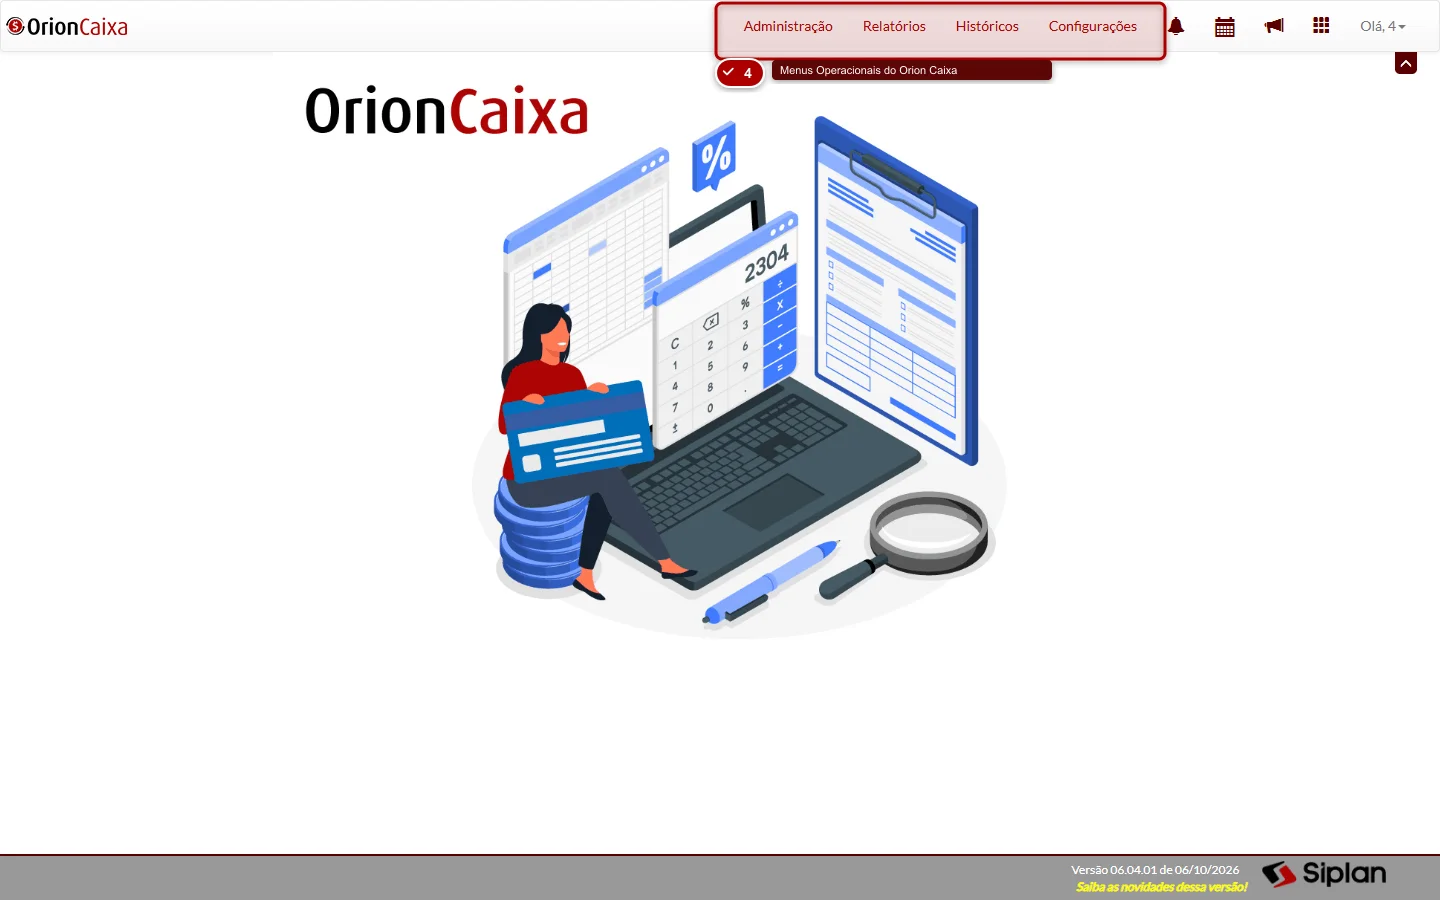 OrionCaixa
Administração Relatórios Históricos Configurações Olá, 4
4 Menus Operacionais do Orion Caixa
OrionCaixa
%
2304
%
÷
C 2 3 X
1 5 6 -
4 8 9 +
7 0 . =
±
Versão 06.04.01 de 06/10/2026
Saiba as novidades dessa versão!
Siplan